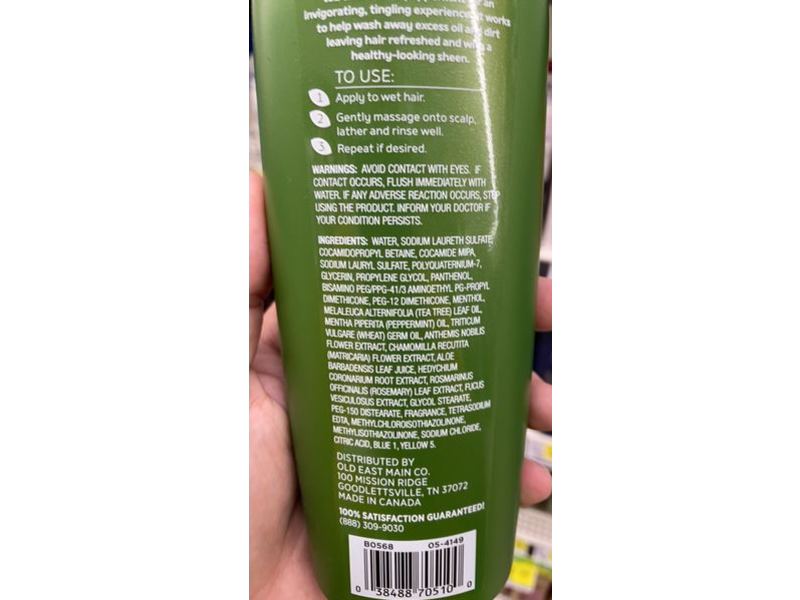 invigorating, tingling experience. It works
to help wash away excess oil and dirt
leaving hair refreshed and with a
healthy-looking sheen.
TO USE:
1 Apply to wet hair.
2 Gently massage onto scalp,
lather and rinse well.
3 Repeat if desired.
WARNINGS: AVOID CONTACT WITH EYES. IF
CONTACT OCCURS, FLUSH IMMEDIATELY WITH
WATER. IF ANY ADVERSE REACTION OCCURS, STOP
USING THE PRODUCT. INFORM YOUR DOCTOR IF
YOUR CONDITION PERSISTS.
INGREDIENTS: WATER, SODIUM LAURETH SULFATE,
COCAMIDOPROPYL BETAINE, COCAMIDE MIPA,
SODIUM LAURYL SULFATE, POLYQUATERNIUM-7,
GLYCERIN, PROPYLENE GLYCOL, PANTHENOL,
BISAMINO PEG/PPG-41/3 AMINOETHYL PG-PROPYL
DIMETHICONE, PEG-12 DIMETHICONE, MENTHOL,
MELALEUCA ALTERNIFOLIA (TEA TREE) LEAF OIL,
MENTHA PIPERITA (PEPPERMINT) OIL, TRITICUM
VULGARE (WHEAT) GERM OIL, ANTHEMIS NOBILIS
FLOWER EXTRACT, CHAMOMILLA RECUTITA
(MATRICARIA) FLOWER EXTRACT, ALOE
BARBADENSIS LEAF JUICE, HEDYCHIUM
CORONARIUM ROOT EXTRACT, ROSMARINUS
OFFICINALIS (ROSEMARY) LEAF EXTRACT, FUCUS
VESICULOSUS EXTRACT, GLYCOL STEARATE,
PEG-150 DISTEARATE, FRAGRANCE, TETRASODIUM
EDTA, METHYLCHLOROISOTHIAZOLINONE,
METHYLISOTHIAZOLINONE, SODIUM CHLORIDE,
CITRIC ACID, BLUE 1, YELLOW 5.
DISTRIBUTED BY
OLD EAST MAIN CO.
100 MISSION RIDGE
GOODLETTSVILLE, TN 37072
MADE IN CANADA
100% SATISFACTION GUARANTEED!
(888) 309-9030
B0568 05-4149
0 38488 70510 0